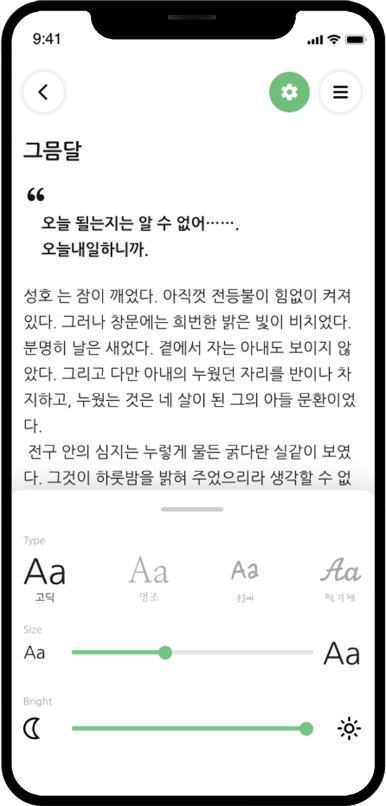 9:41
그믐달
“
오늘 될는지는 알 수 없어…….
오늘내일하니까.
성호 는 잠이 깨었다. 아직껏 전등불이 힘없이 켜져
있다. 그러나 창문에는 희번한 밝은 빛이 비치었다.
분명히 날은 새었다. 곁에서 자는 아내도 보이지 않
았다. 그리고 다만 아내의 누웠던 자리를 반이나 차
지하고, 누웠는 것은 네 살이 된 그의 아들 문환이었
다.
전구 안의 심지는 누렇게 물든 굵다란 실같이 보였
다. 그것이 하룻밤을 밝혀 주었으리라 생각할 수 없
Type
Aa Aa Aa Aa
고딕 명조 손글씨 필기체
Size
Aa Aa
Bright